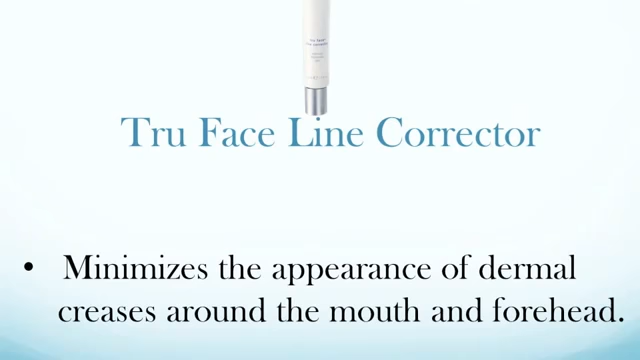 Tru Face Line Corrector
• Minimizes the appearance of dermal
creases around the mouth and forehead.